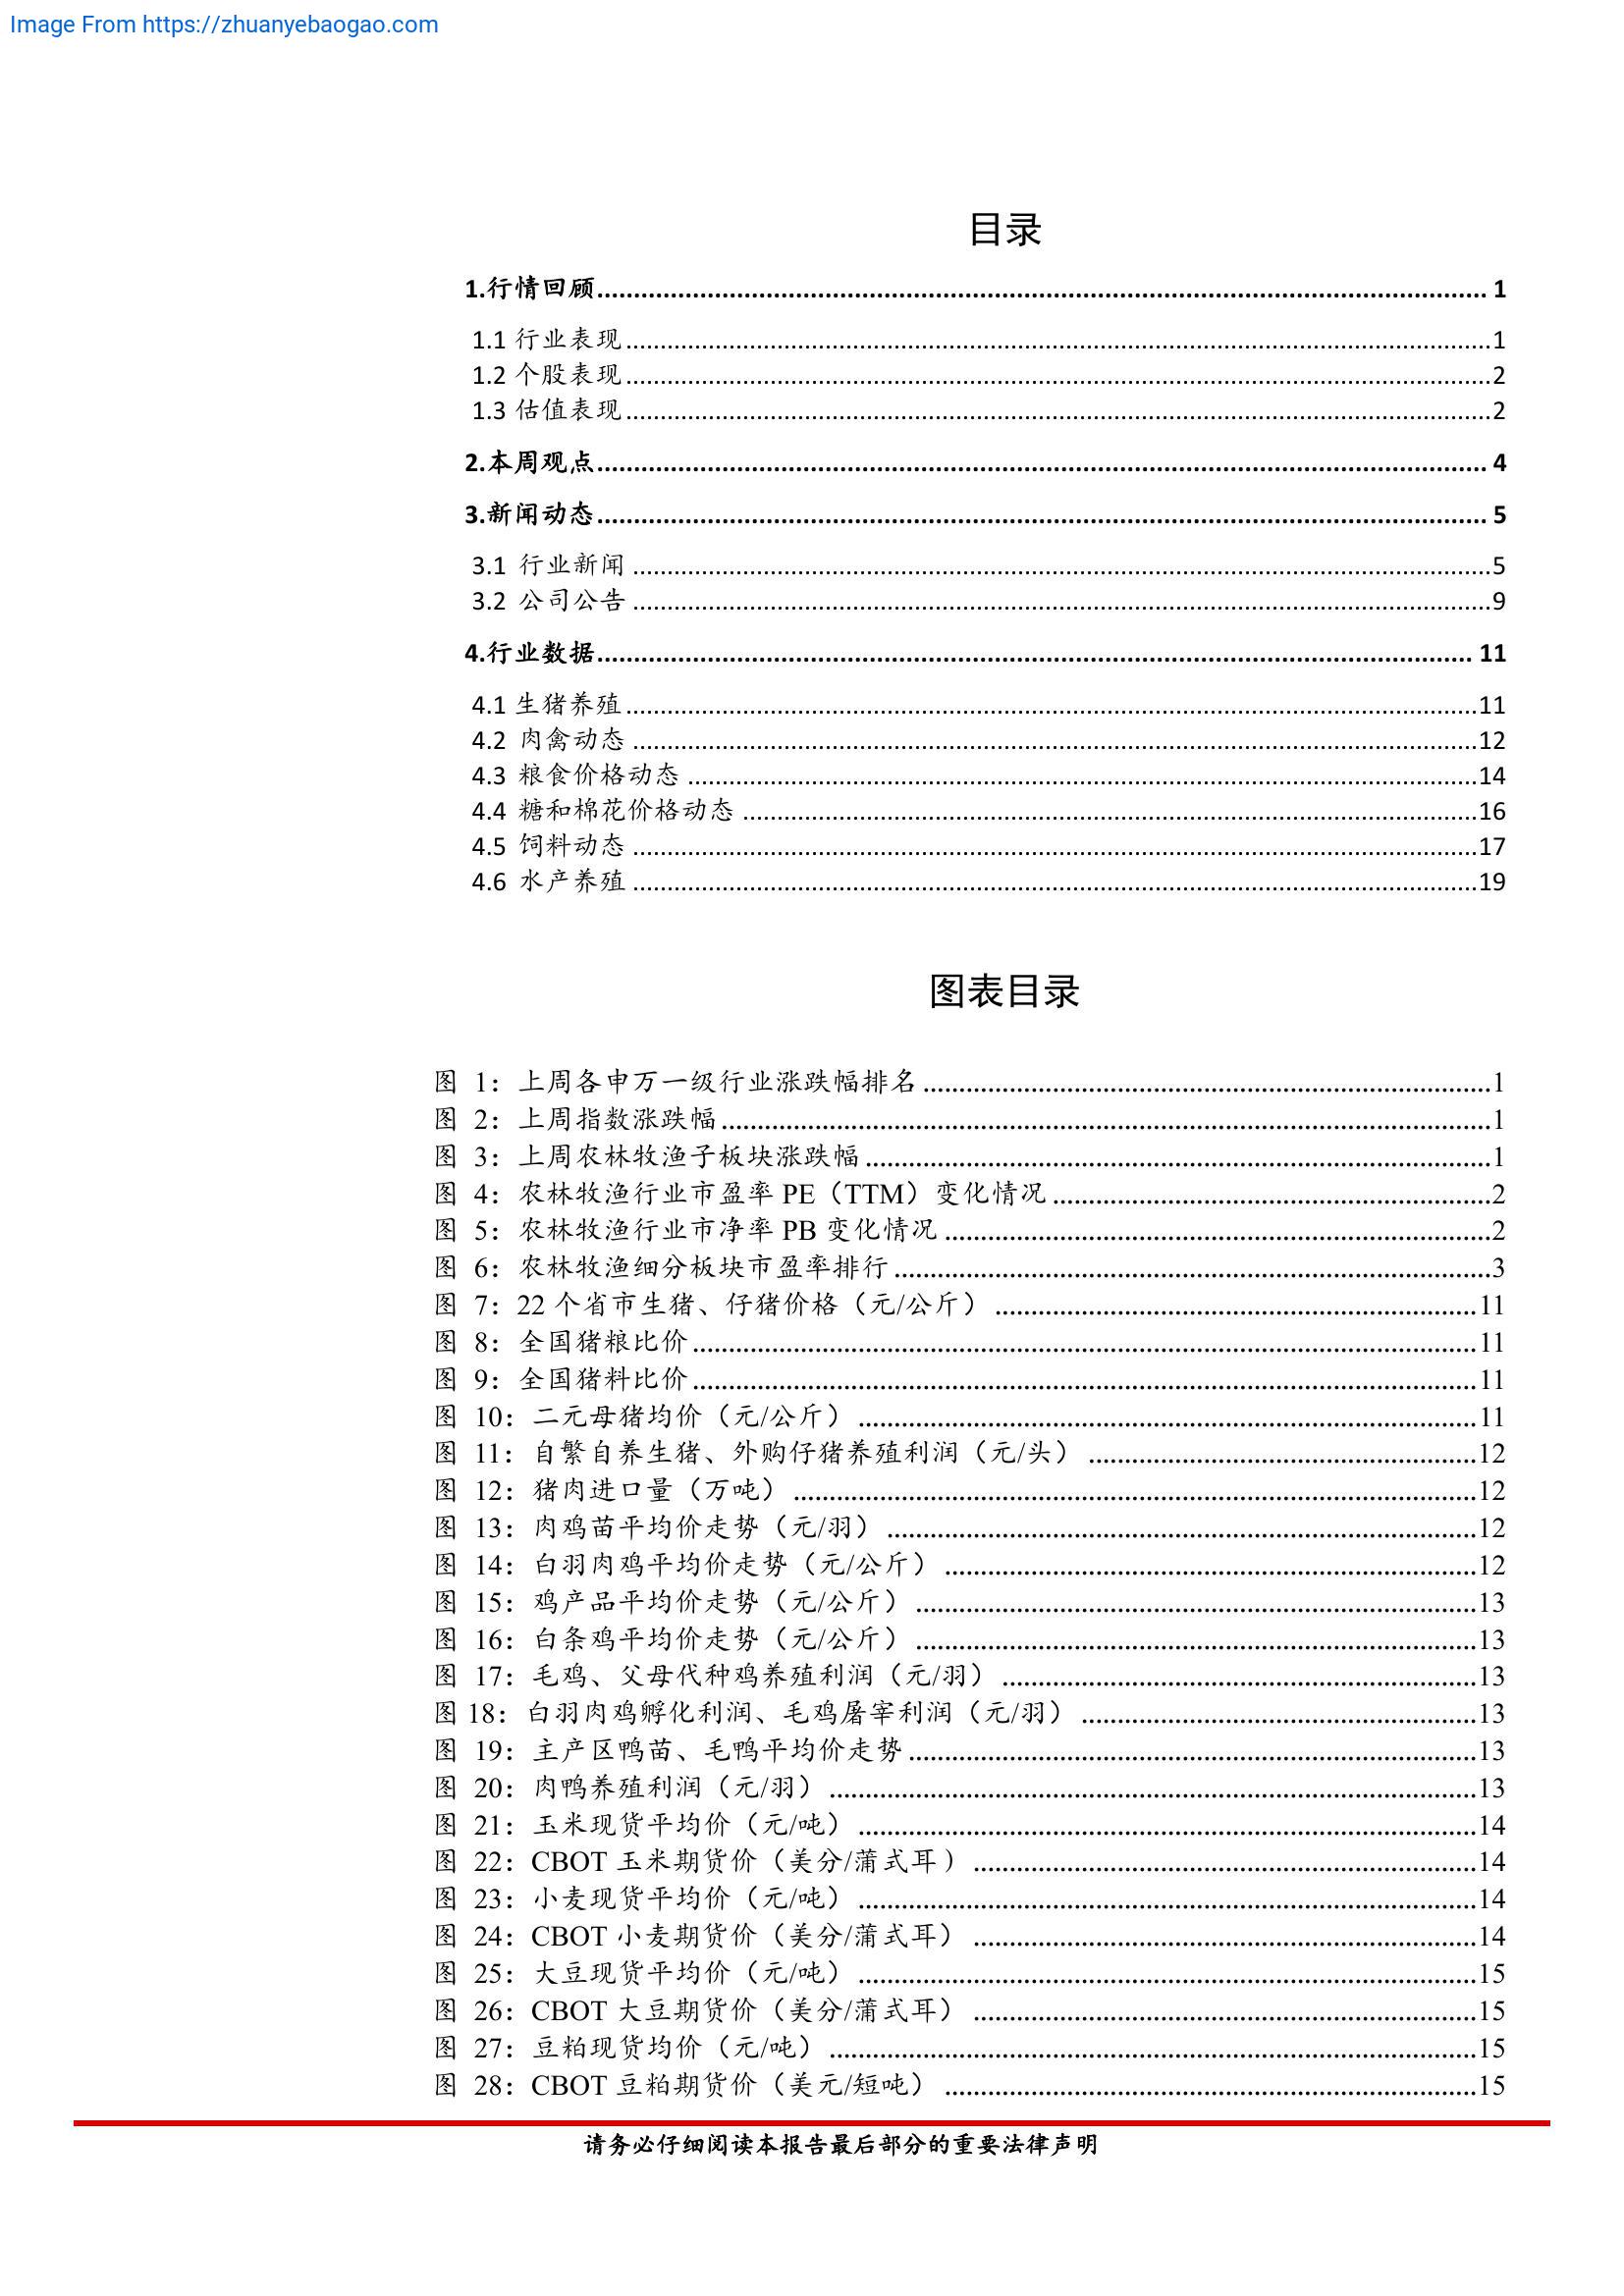 Image From https://zhuanyebaogao.com
目录
1.行情回顾........................................ 1
1.1 行业表现........................................1
1.2 个股表现........................................2
1.3 估值表现........................................2
2.本周观点........................................ 4
3.新闻动态........................................ 5
3.1 行业新闻 ........................................5
3.2 公司公告 ........................................9
4.行业数据........................................ 11
4.1 生猪养殖........................................11
4.2 肉禽动态 ........................................12
4.3 粮食价格动态 ........................................14
4.4 糖和棉花价格动态 ........................................16
4.5 饲料动态 ........................................17
4.6 水产养殖 ........................................19
图表目录
图 1：上周各申万一级行业涨跌幅排名........................................1
图 2：上周指数涨跌幅........................................1
图 3：上周农林牧渔子板块涨跌幅........................................1
图 4：农林牧渔行业市盈率 PE（TTM）变化情况........................................2
图 5：农林牧渔行业市净率 PB 变化情况........................................2
图 6：农林牧渔细分板块市盈率排行........................................3
图 7：22 个省市生猪、仔猪价格（元/公斤）........................................11
图 8：全国猪粮比价........................................11
图 9：全国猪料比价........................................11
图 10：二元母猪均价（元/公斤）........................................11
图 11：自繁自养生猪、外购仔猪养殖利润（元/头）........................................12
图 12：猪肉进口量（万吨）........................................12
图 13：肉鸡苗平均价走势（元/羽）........................................12
图 14：白羽肉鸡平均价走势（元/公斤）........................................12
图 15：鸡产品平均价走势（元/公斤）........................................13
图 16：白条鸡平均价走势（元/公斤）........................................13
图 17：毛鸡、父母代种鸡养殖利润（元/羽）........................................13
图 18：白羽肉鸡孵化利润、毛鸡屠宰利润（元/羽）........................................13
图 19：主产区鸭苗、毛鸭平均价走势........................................13
图 20：肉鸭养殖利润（元/羽）........................................13
图 21：玉米现货平均价（元/吨）........................................14
图 22：CBOT 玉米期货价（美分/蒲式耳）........................................14
图 23：小麦现货平均价（元/吨）........................................14
图 24：CBOT 小麦期货价（美分/蒲式耳）........................................14
图 25：大豆现货平均价（元/吨）........................................15
图 26：CBOT 大豆期货价（美分/蒲式耳）........................................15
图 27：豆粕现货均价（元/吨）........................................15
图 28：CBOT 豆粕期货价（美元/短吨）........................................15
请务必仔细阅读本报告最后部分的重要法律声明